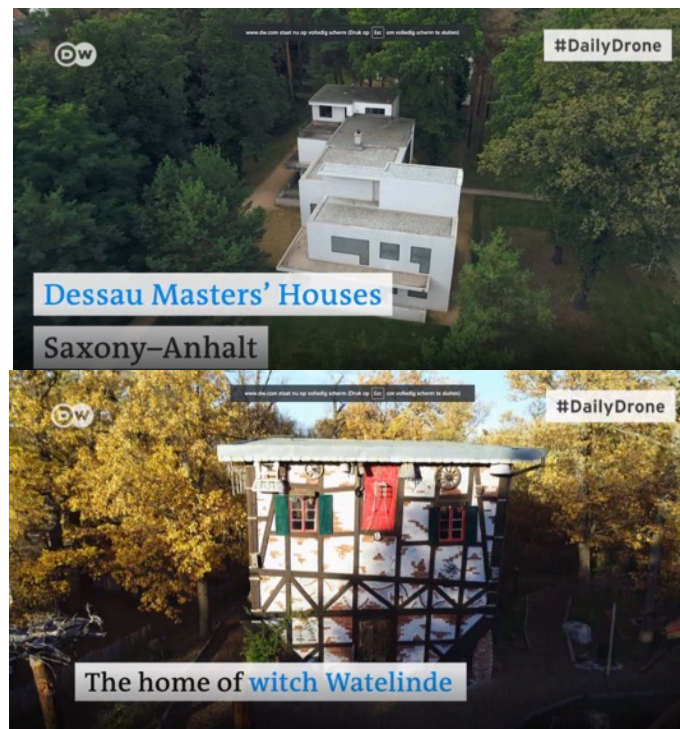 www.dw.com staat nu op volledig scherm (Druk op Esc om volledig scherm te sluiten)
DW
#DailyDrone
Dessau Masters' Houses
Saxony–Anhalt
www.dw.com staat nu op volledig scherm (Druk op Esc om volledig scherm te sluiten)
DW
#DailyDrone
The home of witch Watelinde